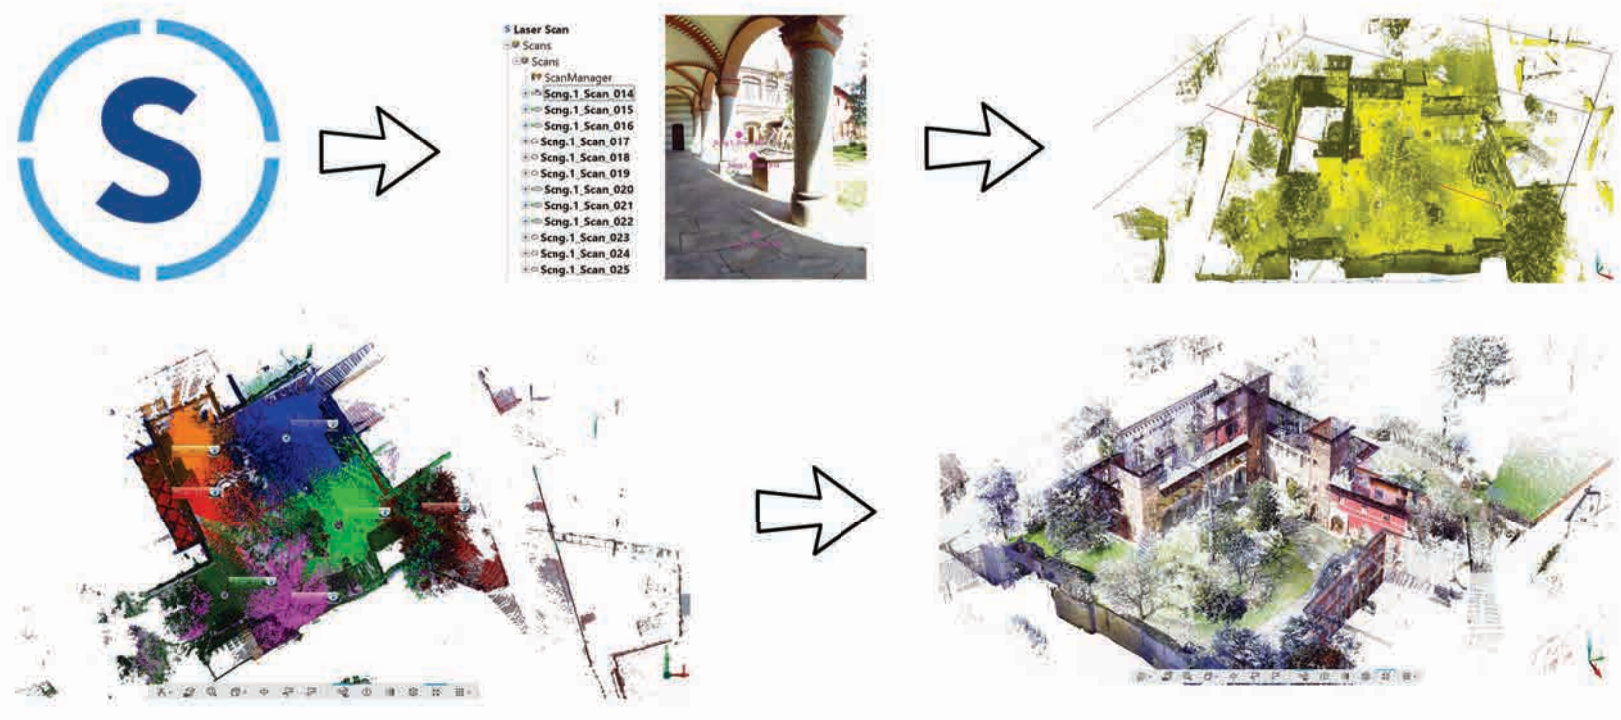 S
S Laser Scan
Scans
Scans
ScanManager
Scng.1_Scan_014
Scng.1_Scan_015
Scng.1_Scan_016
Scng.1_Scan_017
Scng.1_Scan_018
Scng.1_Scan_019
Scng.1_Scan_020
Scng.1_Scan_021
Scng.1_Scan_022
Scng.1_Scan_023
Scng.1_Scan_024
Scng.1_Scan_025